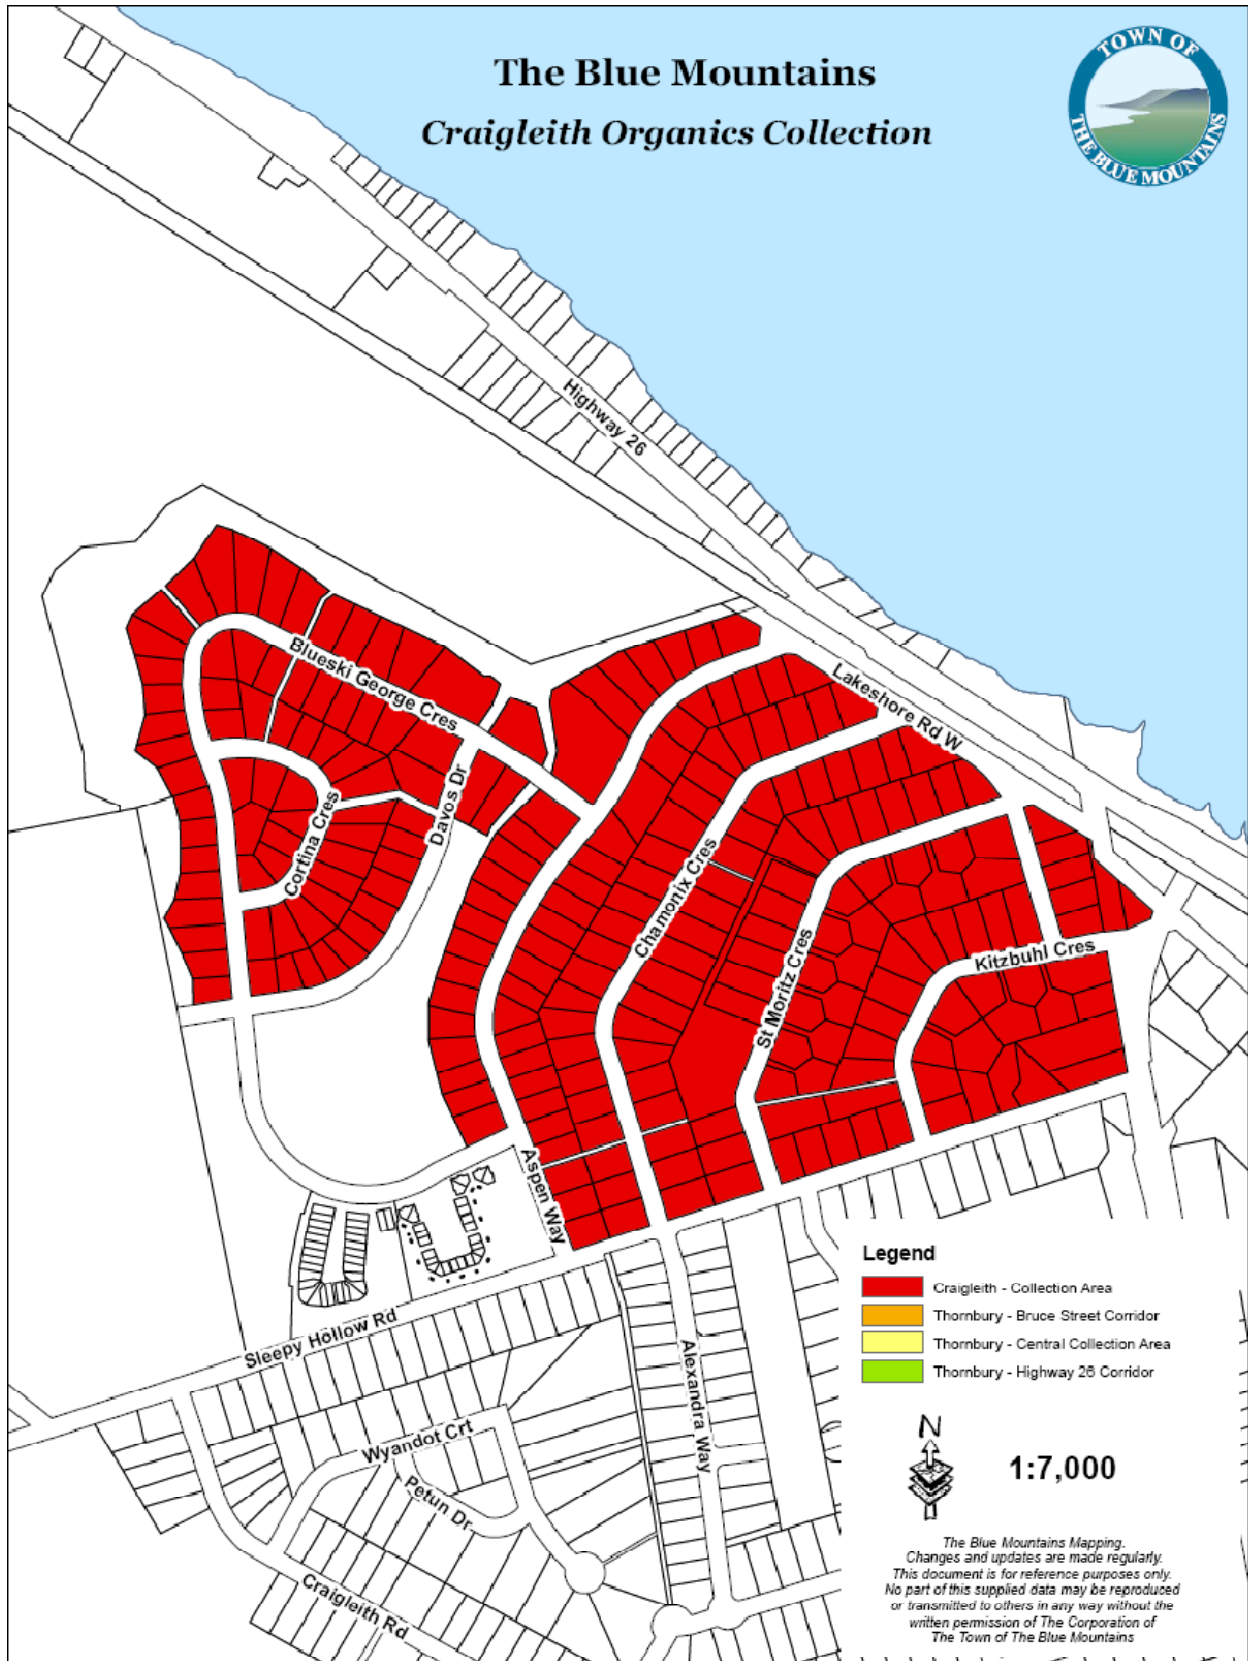 The Blue Mountains
Craigleith Organics Collection
TOWN OF
THE BLUE MOUNTAINS
Highway 26
Lakeshore Rd W
Blueski George Cres
Davos Dr
Cortina Cres
Chamonix Cres
St Moritz Cres
Kitzbuhl Cres
Aspen Way
Sleepy Hollow Rd
Alexandra Way
Wyandot Crt
Petun Dr
Craigleith Rd
Legend
Craigleith - Collection Area
Thornbury - Bruce Street Corridor
Thornbury - Central Collection Area
Thornbury - Highway 26 Corridor
N
1:7,000
The Blue Mountains Mapping.
Changes and updates are made regularly.
This document is for reference purposes only.
No part of this supplied data may be reproduced
or transmitted to others in any way without the
written permission of The Corporation of
The Town of The Blue Mountains